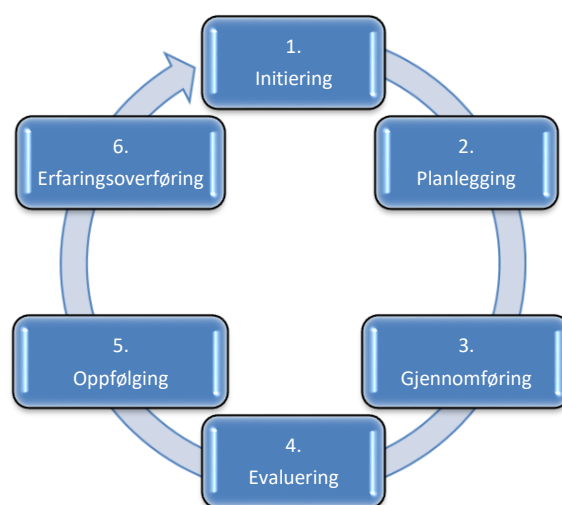 1.
Initiering
2.
Planlegging
3.
Gjennomføring
4.
Evaluering
5.
Oppfølging
6.
Erfaringsoverføring